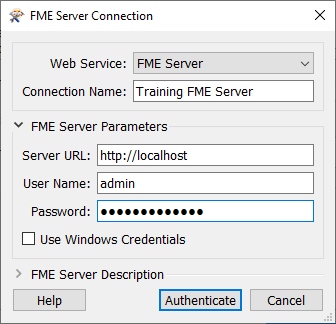 FME Server Connection
Web Service: FME Server
Connection Name: Training FME Server
FME Server Parameters
Server URL: http://localhost
User Name: admin
Password: ●●●●●●●●●●●●●
Use Windows Credentials
FME Server Description
Help Authenticate Cancel